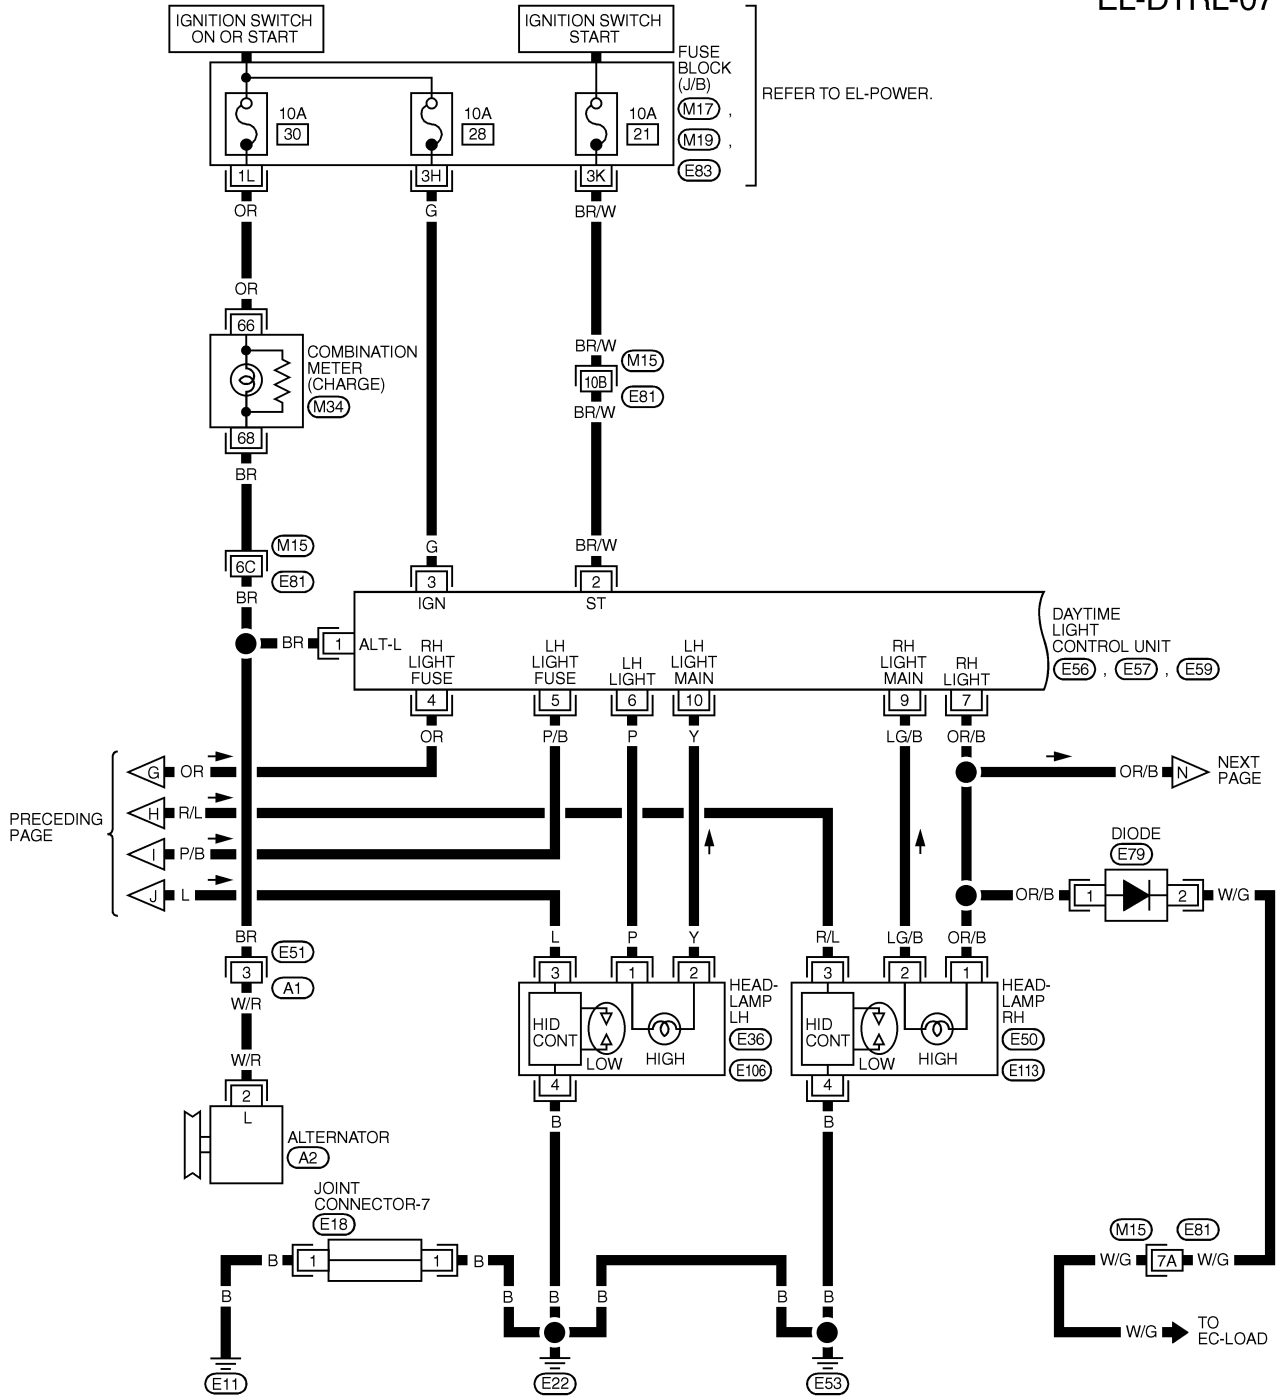 IGNITION SWITCH
ON OR START
IGNITION SWITCH
START
FUSE
BLOCK
(J/B)
M17 ,
M19 ,
E83
REFER TO EL-POWER.
10A
30
10A
28
10A
21
1L
3H
3K
OR
G
BR/W
OR
66
COMBINATION
METER
(CHARGE)
M34
68
BR
BR/W
M15
10B
E81
BR/W
M15
6C
E81
BR
G
BR/W
3
2
IGN
ST
BR
1
ALT-L
RH
LIGHT
FUSE
LH
LIGHT
FUSE
LH
LIGHT
LH
LIGHT
MAIN
RH
LIGHT
MAIN
RH
LIGHT
DAYTIME
LIGHT
CONTROL UNIT
E56 , E57 , E59
4
5
6
10
9
7
OR
P/B
P
Y
LG/B
OR/B
PRECEDING
PAGE
G OR
H R/L
I P/B
J L
OR/B N
NEXT
PAGE
DIODE
E79
OR/B
1
2
W/G
BR
E51
3
A1
W/R
W/R
2
L
ALTERNATOR
A2
L
P
Y
R/L
LG/B
OR/B
3
1
2
3
2
1
HID
CONT
LOW
HIGH
HEAD-
LAMP
LH
E36
E106
4
B
HID
CONT
LOW
HIGH
HEAD-
LAMP
RH
E50
E113
4
B
JOINT
CONNECTOR-7
E18
B
1
1
B
B
B
B
B
B
B
E11
E22
E53
M15
E81
W/G
7A
W/G
W/G
TO
EC-LOAD